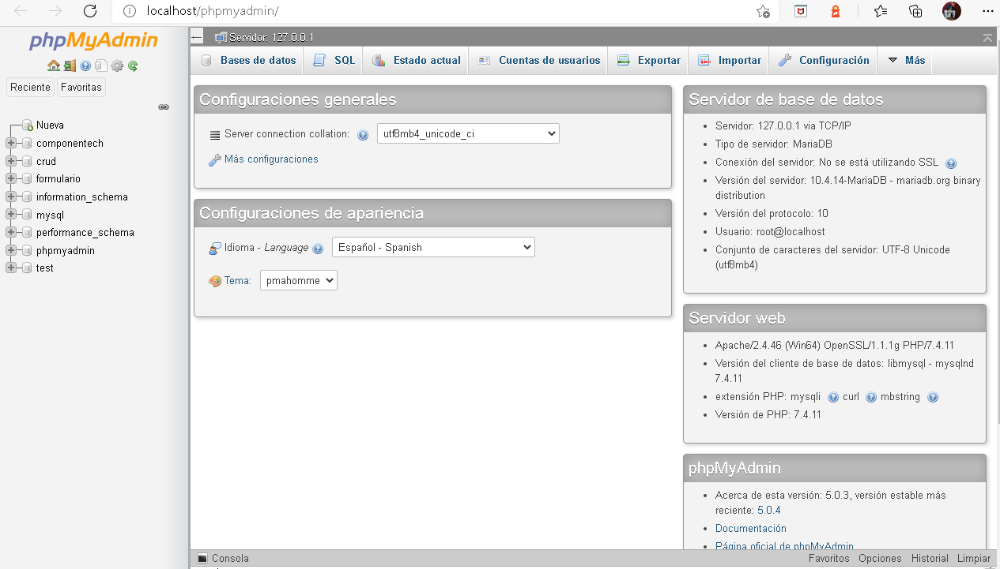 localhost/phpmyadmin/
phpMyAdmin
Reciente Favoritas
Nueva
componentech
crud
formulario
information_schema
mysql
performance_schema
phpmyadmin
test
Servidor: 127.0.0.1
Bases de datos SQL Estado actual Cuentas de usuarios Exportar Importar Configuración Más
Configuraciones generales
Server connection collation: utf8mb4_unicode_ci
Más configuraciones
Configuraciones de apariencia
Idioma - Language Español - Spanish
Tema: pmahomme
Servidor de base de datos
Servidor: 127.0.0.1 via TCP/IP
Tipo de servidor: MariaDB
Conexión del servidor: No se está utilizando SSL
Versión del servidor: 10.4.14-MariaDB - mariadb.org binary
distribution
Versión del protocolo: 10
Usuario: root@localhost
Conjunto de caracteres del servidor: UTF-8 Unicode
(utf8mb4)
Servidor web
Apache/2.4.46 (Win64) OpenSSL/1.1.1g PHP/7.4.11
Versión del cliente de base de datos: libmysql - mysqlnd
7.4.11
extensión PHP: mysqli curl mbstring
Versión de PHP: 7.4.11
phpMyAdmin
Acerca de esta versión: 5.0.3, versión estable más
reciente: 5.0.4
Documentación
Página oficial de phpMyAdmin
Consola Favoritos Opciones Historial Limpiar